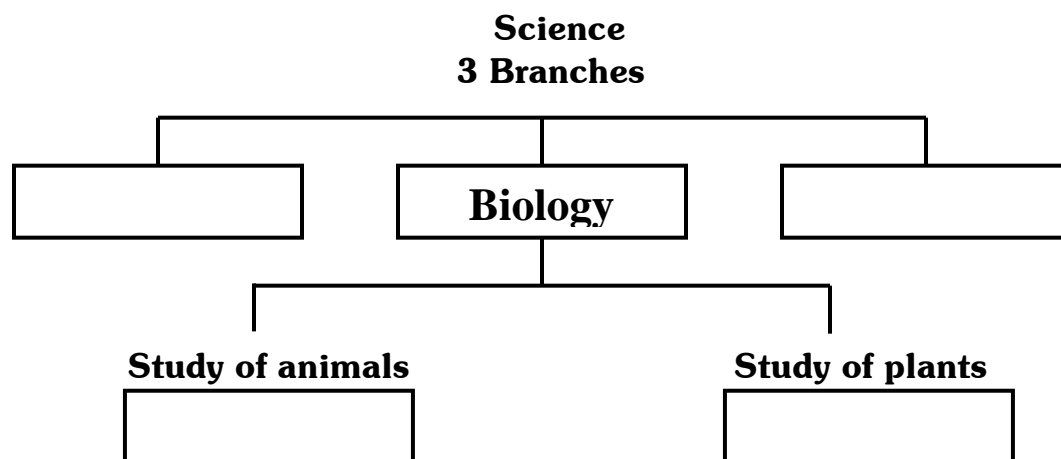 Science
3 Branches
Biology
Study of animals
Study of plants